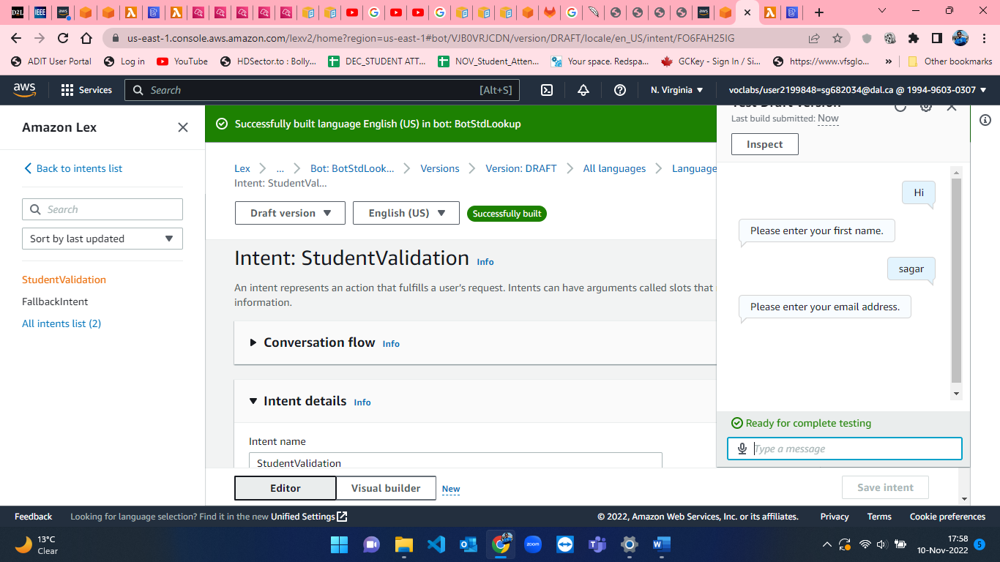 D2L
IEEE
aws
aws
us-east-1.console.aws.amazon.com/lexv2/home?region=us-east-1#bot/VJB0VRJCDN/version/DRAFT/locale/en_US/intent/FO6FAH25IG
ADIT User Portal
Log in
YouTube
HDSector.to : Bolly...
DEC_STUDENT ATT...
NOV_Student_Atten...
Your space. Redspa...
GCKey - Sign In / Si...
https://www.vfsglo...
»
Other bookmarks
aws
Services
Search
[Alt+S]
N. Virginia
voclabs/user2199848=sg682034@dal.ca @ 1994-9603-0307
Amazon Lex
Back to intents list
Search
Sort by last updated
StudentValidation
FallbackIntent
All intents list (2)
Successfully built language English (US) in bot: BotStdLookup
Lex
...
Bot: BotStdLook...
Versions
Version: DRAFT
All languages
Language
Intent: StudentVal...
Draft version
English (US)
Successfully built
Intent: StudentValidation Info
An intent represents an action that fulfills a user's request. Intents can have arguments called slots that
information.
Conversation flow Info
Intent details Info
Intent name
StudentValidation
Editor
Visual builder
New
Save intent
Test Draft version
Last build submitted: Now
Inspect
Hi
Please enter your first name.
sagar
Please enter your email address.
Ready for complete testing
Type a message
Feedback
Looking for language selection? Find it in the new Unified Settings
© 2022, Amazon Web Services, Inc. or its affiliates.
Privacy
Terms
Cookie preferences
13°C
Clear
zoom
17:58
10-Nov-2022
5